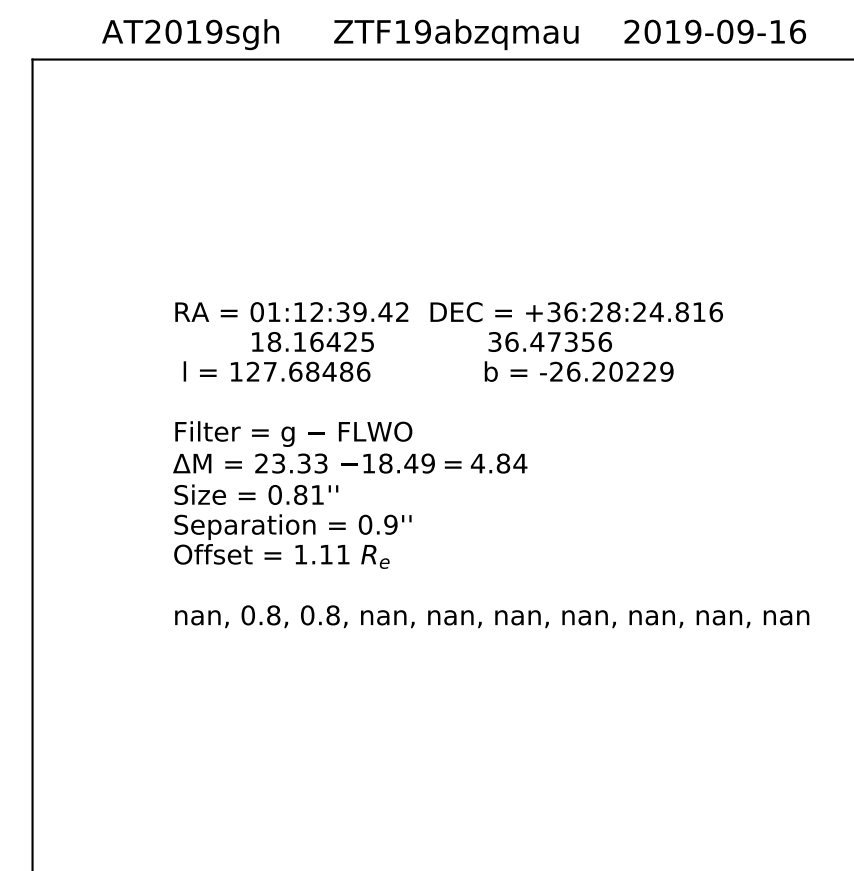 AT2019sgh ZTF19abzqmau 2019-09-16
RA = 01:12:39.42 DEC = +36:28:24.816
18.16425 36.47356
l = 127.68486 b = -26.20229
Filter = g − FLWO
ΔM = 23.33 −18.49 = 4.84
Size = 0.81''
Separation = 0.9''
Offset = 1.11 Rₑ
nan, 0.8, 0.8, nan, nan, nan, nan, nan, nan, nan